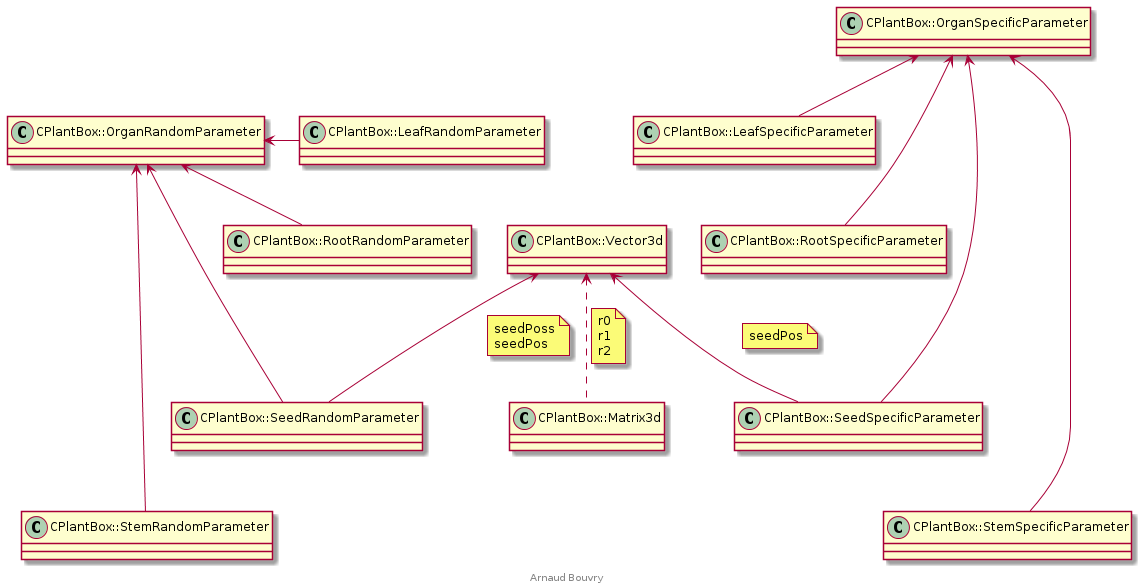 C CPlantBox::OrganSpecificParameter
C CPlantBox::OrganRandomParameter
C CPlantBox::LeafRandomParameter
C CPlantBox::LeafSpecificParameter
C CPlantBox::RootRandomParameter
C CPlantBox::Vector3d
C CPlantBox::RootSpecificParameter
seedPoss
seedPos
r0
r1
r2
seedPos
C CPlantBox::SeedRandomParameter
C CPlantBox::Matrix3d
C CPlantBox::SeedSpecificParameter
C CPlantBox::StemRandomParameter
C CPlantBox::StemSpecificParameter
Arnaud Bouvry